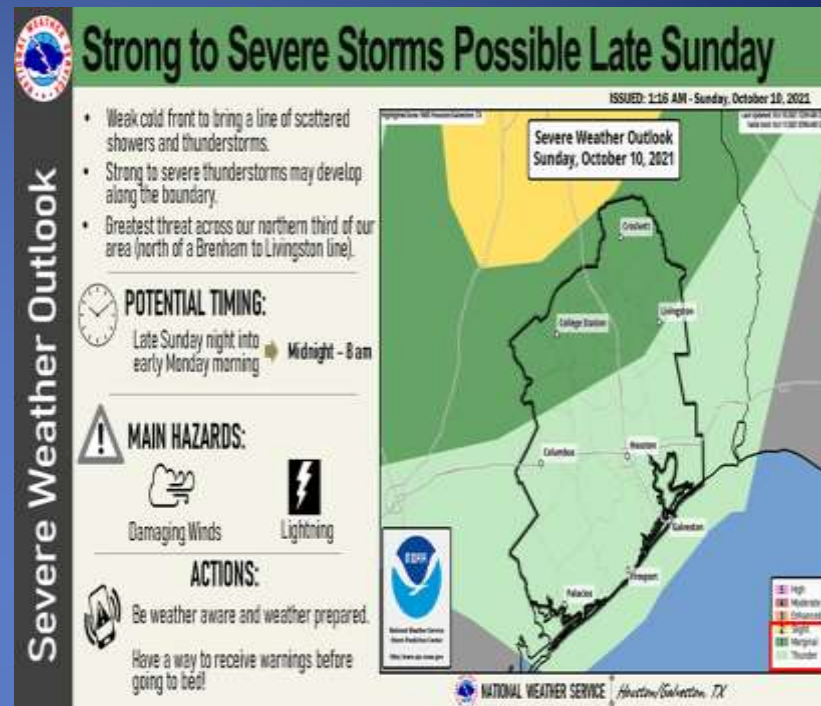 Strong to Severe Storms Possible Late Sunday
ISSUED: 1:16 AM - Sunday, October 10, 2021
Severe Weather Outlook
• Weak cold front to bring a line of scattered
showers and thunderstorms.
• Strong to severe thunderstorms may develop
along the boundary.
• Greatest threat across our northern third of our
area (north of a Brenham to Livingston line).
POTENTIAL TIMING:
Late Sunday night into
early Monday morning
Midnight - 8 am
MAIN HAZARDS:
Damaging Winds
Lightning
ACTIONS:
Be weather aware and weather prepared.
Have a way to receive warnings before
going to bed!
Severe Weather Outlook
Sunday, October 10, 2021
Crockett
Livingston
College Station
Columbus
Houston
Galveston
Freeport
Palacios
NOAA
National Weather Service
Storm Prediction Center
5 High
4 Moderate
3 Enhanced
2 Slight
1 Marginal
Thunder
NATIONAL WEATHER SERVICE
Houston/Galveston, TX